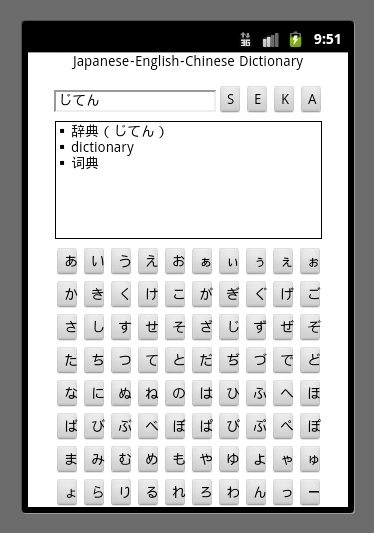 3G 9:51
Japanese-English-Chinese Dictionary
じてん S E K A
▪ 辞典 ( じてん )
▪ dictionary
▪ 词典
あ い う え お ぁ ぃ ぅ ぇ ぉ
か き く け こ が ぎ ぐ げ ご
さ し す せ そ ざ じ ず ぜ ぞ
た ち つ て と だ ぢ づ で ど
な に ぬ ね の は ひ ふ へ ほ
ば び ぶ べ ぼ ぱ ぴ ぷ ぺ ぽ
ま み む め も や ゆ よ ゃ ゅ
ょ ら り る れ ろ わ ん っ ー